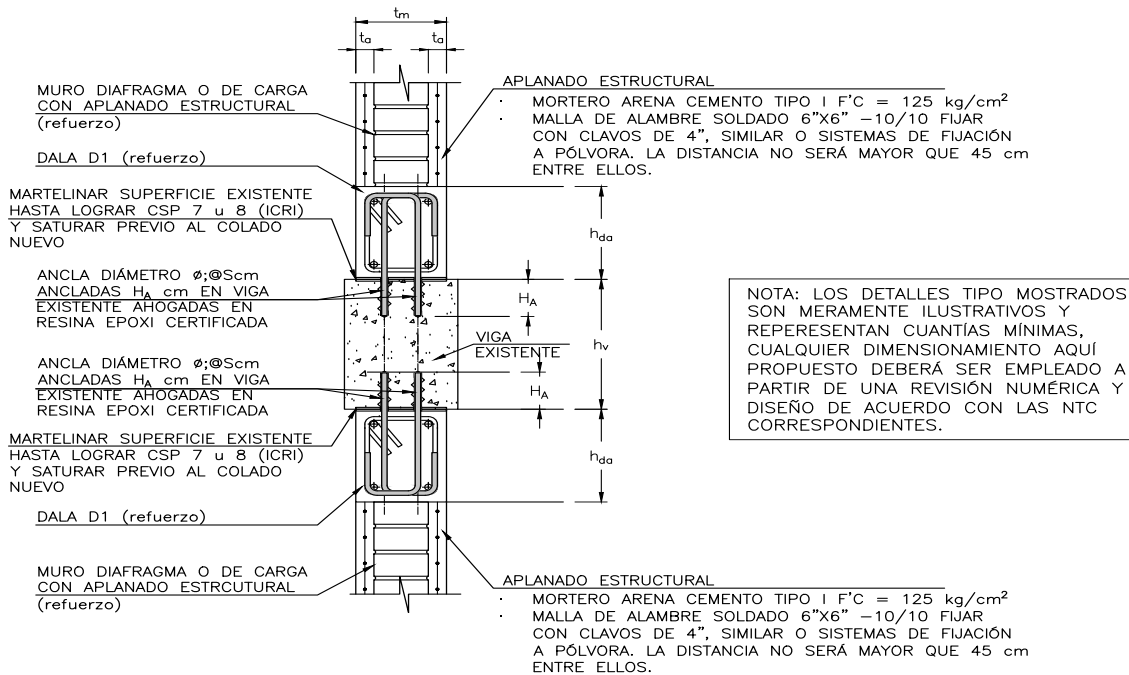 tm
ta
ta
MURO DIAFRAGMA O DE CARGA
CON APLANADO ESTRUCTURAL
(refuerzo)
DALA D1 (refuerzo)
MARTELINAR SUPERFICIE EXISTENTE
HASTA LOGRAR CSP 7 u 8 (ICRI)
Y SATURAR PREVIO AL COLADO
NUEVO
ANCLA DIÁMETRO ø;@Scm
ANCLADAS HA cm EN VIGA
EXISTENTE AHOGADAS EN
RESINA EPOXI CERTIFICADA
ANCLA DIÁMETRO ø;@Scm
ANCLADAS HA cm EN VIGA
EXISTENTE AHOGADAS EN
RESINA EPOXI CERTIFICADA
MARTELINAR SUPERFICIE EXISTENTE
HASTA LOGRAR CSP 7 u 8 (ICRI)
Y SATURAR PREVIO AL COLADO
NUEVO
DALA D1 (refuerzo)
MURO DIAFRAGMA O DE CARGA
CON APLANADO ESTRCUTURAL
(refuerzo)
APLANADO ESTRUCTURAL
· MORTERO ARENA CEMENTO TIPO I F'C = 125 kg/cm²
· MALLA DE ALAMBRE SOLDADO 6"X6" –10/10 FIJAR
CON CLAVOS DE 4", SIMILAR O SISTEMAS DE FIJACIÓN
A PÓLVORA. LA DISTANCIA NO SERÁ MAYOR QUE 45 cm
ENTRE ELLOS.
hda
HA
VIGA
EXISTENTE
hv
HA
hda
APLANADO ESTRUCTURAL
· MORTERO ARENA CEMENTO TIPO I F'C = 125 kg/cm²
· MALLA DE ALAMBRE SOLDADO 6"X6" –10/10 FIJAR
CON CLAVOS DE 4", SIMILAR O SISTEMAS DE FIJACIÓN
A PÓLVORA. LA DISTANCIA NO SERÁ MAYOR QUE 45 cm
ENTRE ELLOS.
NOTA: LOS DETALLES TIPO MOSTRADOS
SON MERAMENTE ILUSTRATIVOS Y
REPERESENTAN CUANTÍAS MÍNIMAS,
CUALQUIER DIMENSIONAMIENTO AQUÍ
PROPUESTO DEBERÁ SER EMPLEADO A
PARTIR DE UNA REVISIÓN NUMÉRICA Y
DISEÑO DE ACUERDO CON LAS NTC
CORRESPONDIENTES.